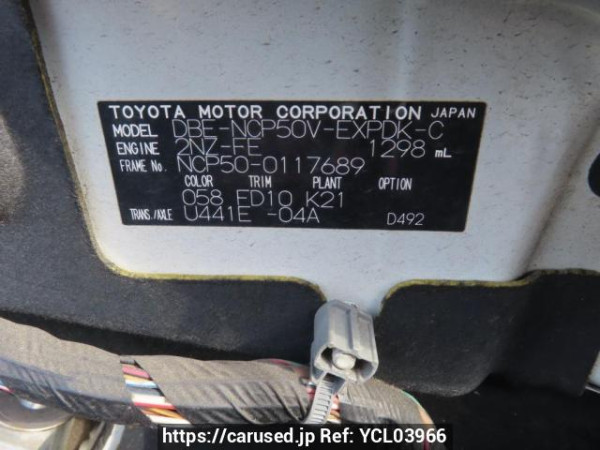 TOYOTA MOTOR CORPORATION JAPAN
MODEL DBE-NCP50V-EXPDK-C
ENGINE 2NZ-FE 1298 mL
FRAME No. NCP50-0117689
COLOR TRIM PLANT OPTION
058 ED10 K21
TRANS./AXLE U441E -04A D492
https://carused.jp Ref: YCL03966